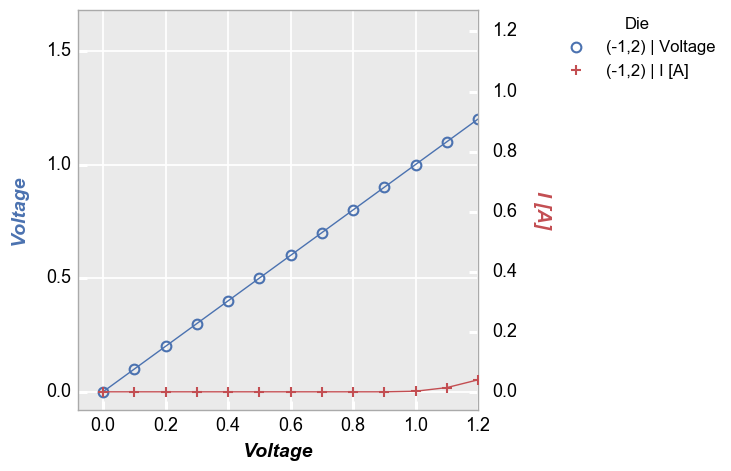 Die
(-1,2) | Voltage
(-1,2) | I [A]
Voltage
1.5
1.0
0.5
0.0
1.2
1.0
0.8
0.6
0.4
0.2
0.0
I [A]
0.0 0.2 0.4 0.6 0.8 1.0 1.2
Voltage